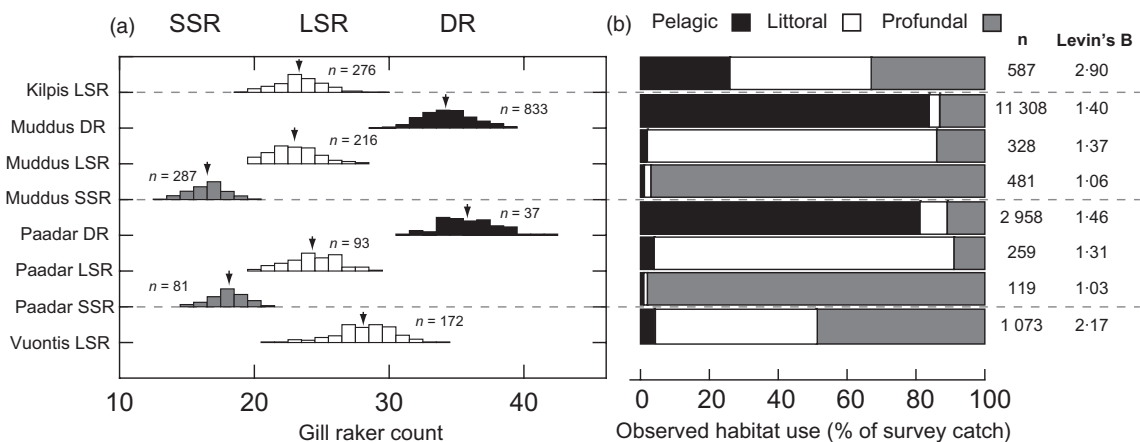 (a) SSR LSR DR
(b) Pelagic Littoral Profundal
n Levin's B
Kilpis LSR n = 276 587 2·90
Muddus DR n = 833 11 308 1·40
Muddus LSR n = 216 328 1·37
Muddus SSR n = 287 481 1·06
Paadar DR n = 37 2 958 1·46
Paadar LSR n = 93 259 1·31
Paadar SSR n = 81 119 1·03
Vuontis LSR n = 172 1 073 2·17
10 20 30 40
0 20 40 60 80 100
Gill raker count
Observed habitat use (% of survey catch)